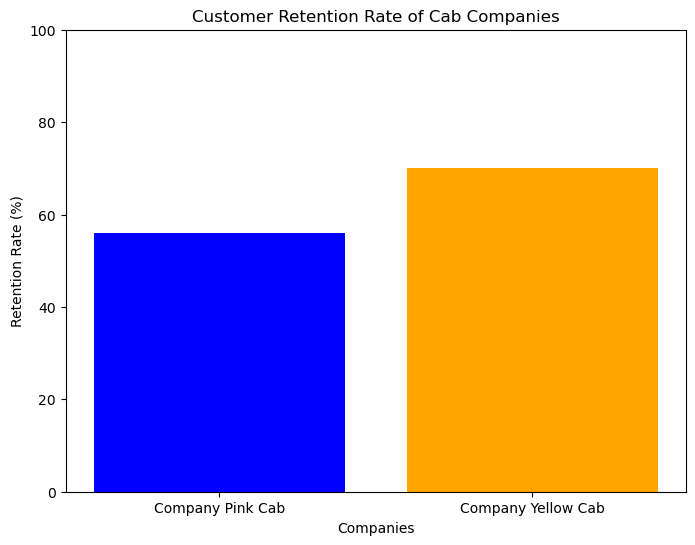 Customer Retention Rate of Cab Companies
100
80
60
40
20
0
Retention Rate (%)
Company Pink Cab
Company Yellow Cab
Companies